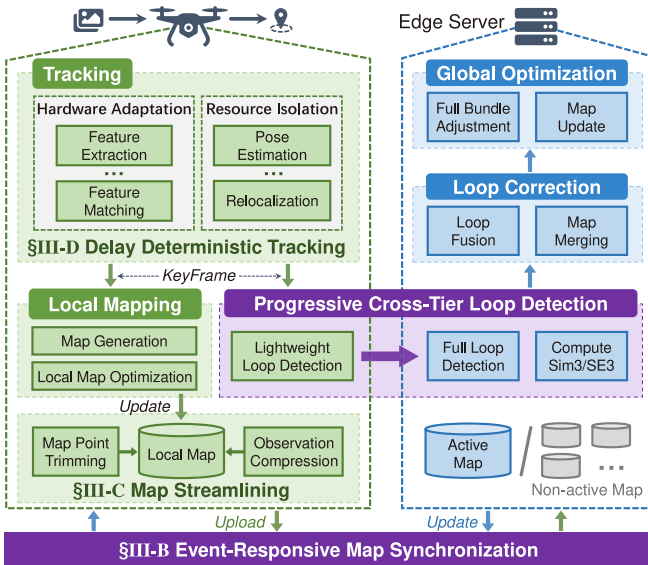 Edge Server
Tracking
Hardware Adaptation
Feature
Extraction
...
Feature
Matching
Resource Isolation
Pose
Estimation
...
Relocalization
§III-D Delay Deterministic Tracking
KeyFrame
Local Mapping
Map Generation
Local Map Optimization
Update
Map Point
Trimming
Local Map
Observation
Compression
§III-C Map Streamlining
Progressive Cross-Tier Loop Detection
Lightweight
Loop Detection
Full Loop
Detection
Compute
Sim3/SE3
Global Optimization
Full Bundle
Adjustment
Map
Update
Loop Correction
Loop
Fusion
Map
Merging
Active
Map
/
...
Non-active Map
Upload
Update
§III-B Event-Responsive Map Synchronization